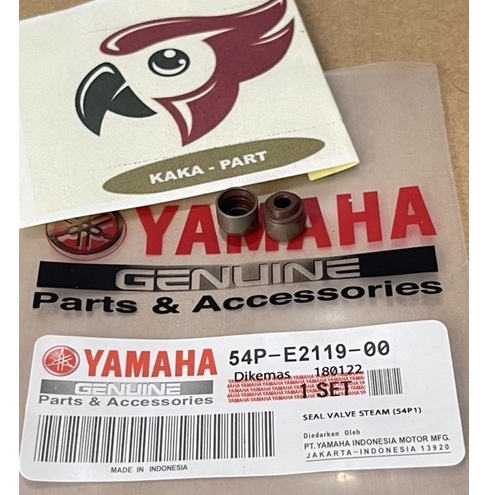 KAKA - PART
YAMAHA
GENUINE
Parts & Accessories
YAMAHA
GENUINE
Parts & Accessories
54P-E2119-00
Dikemas 180122
1 SET
SEAL VALVE STEAM (54P1)
Diedarkan Oleh
PT.YAMAHA INDONESIA MOTOR MFG.
JAKARTA-INDONESIA 13920
MADE IN INDONESIA